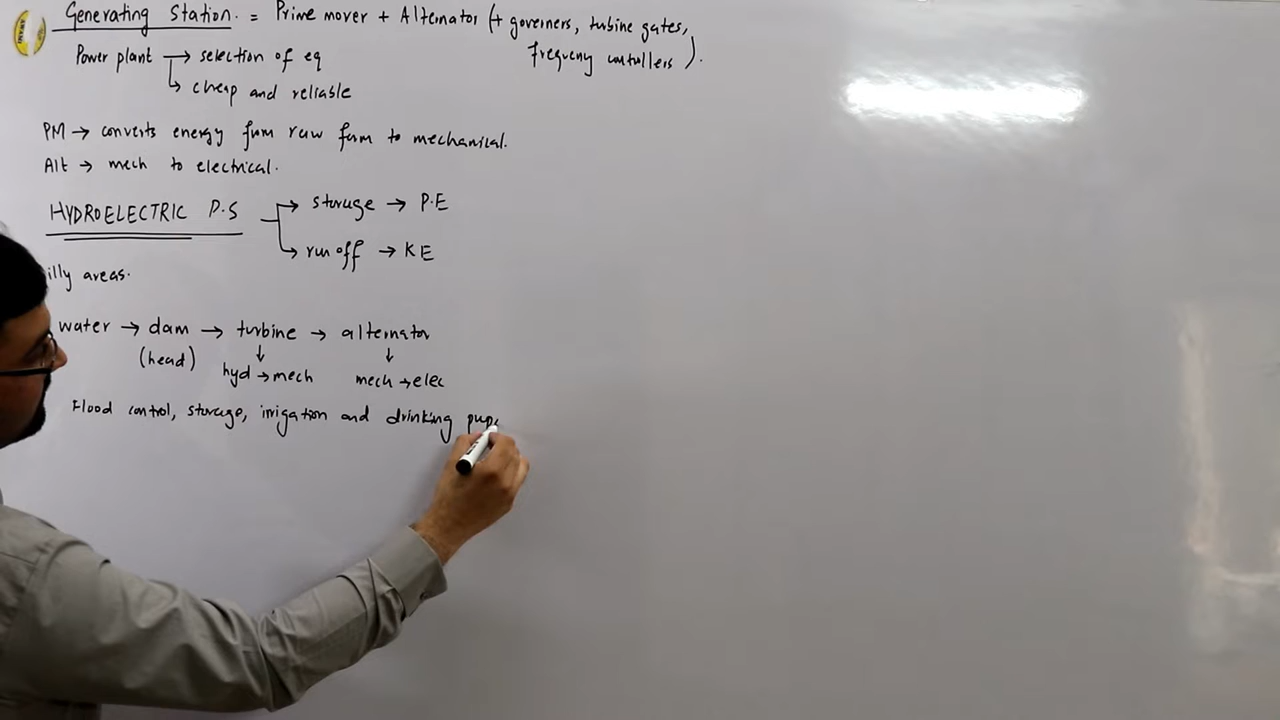 Generating Station. = Prime mover + Alternator (+ governers, turbine gates,
frequency controllers).
Power plant → selection of eq
↳ cheap and reliable
PM → converts energy from raw form to mechanical.
Alt → mech to electrical.
HYDROELECTRIC P.S → storage → P.E
→ run off → KE
illy areas.
water → dam → turbine → alternator
(head) ↓ hyd → mech ↓ mech → elec
Flood control, storage, irrigation and drinking pup